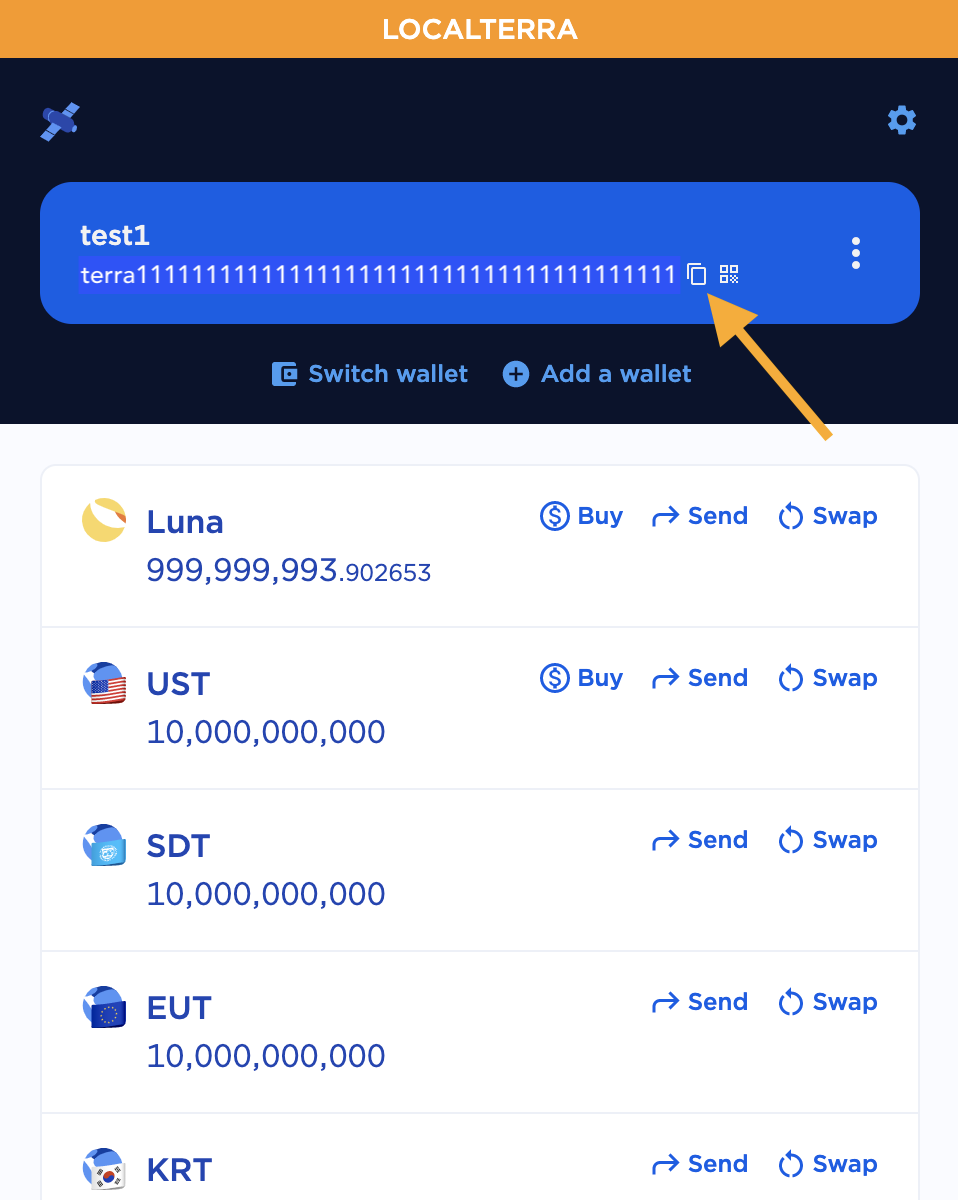 LOCALTERRA
test1
terra111111111111111111111111111111111111111
Switch wallet Add a wallet
Luna Buy Send Swap
999,999,993.902653
UST Buy Send Swap
10,000,000,000
SDT Send Swap
10,000,000,000
EUT Send Swap
10,000,000,000
KRT Send Swap